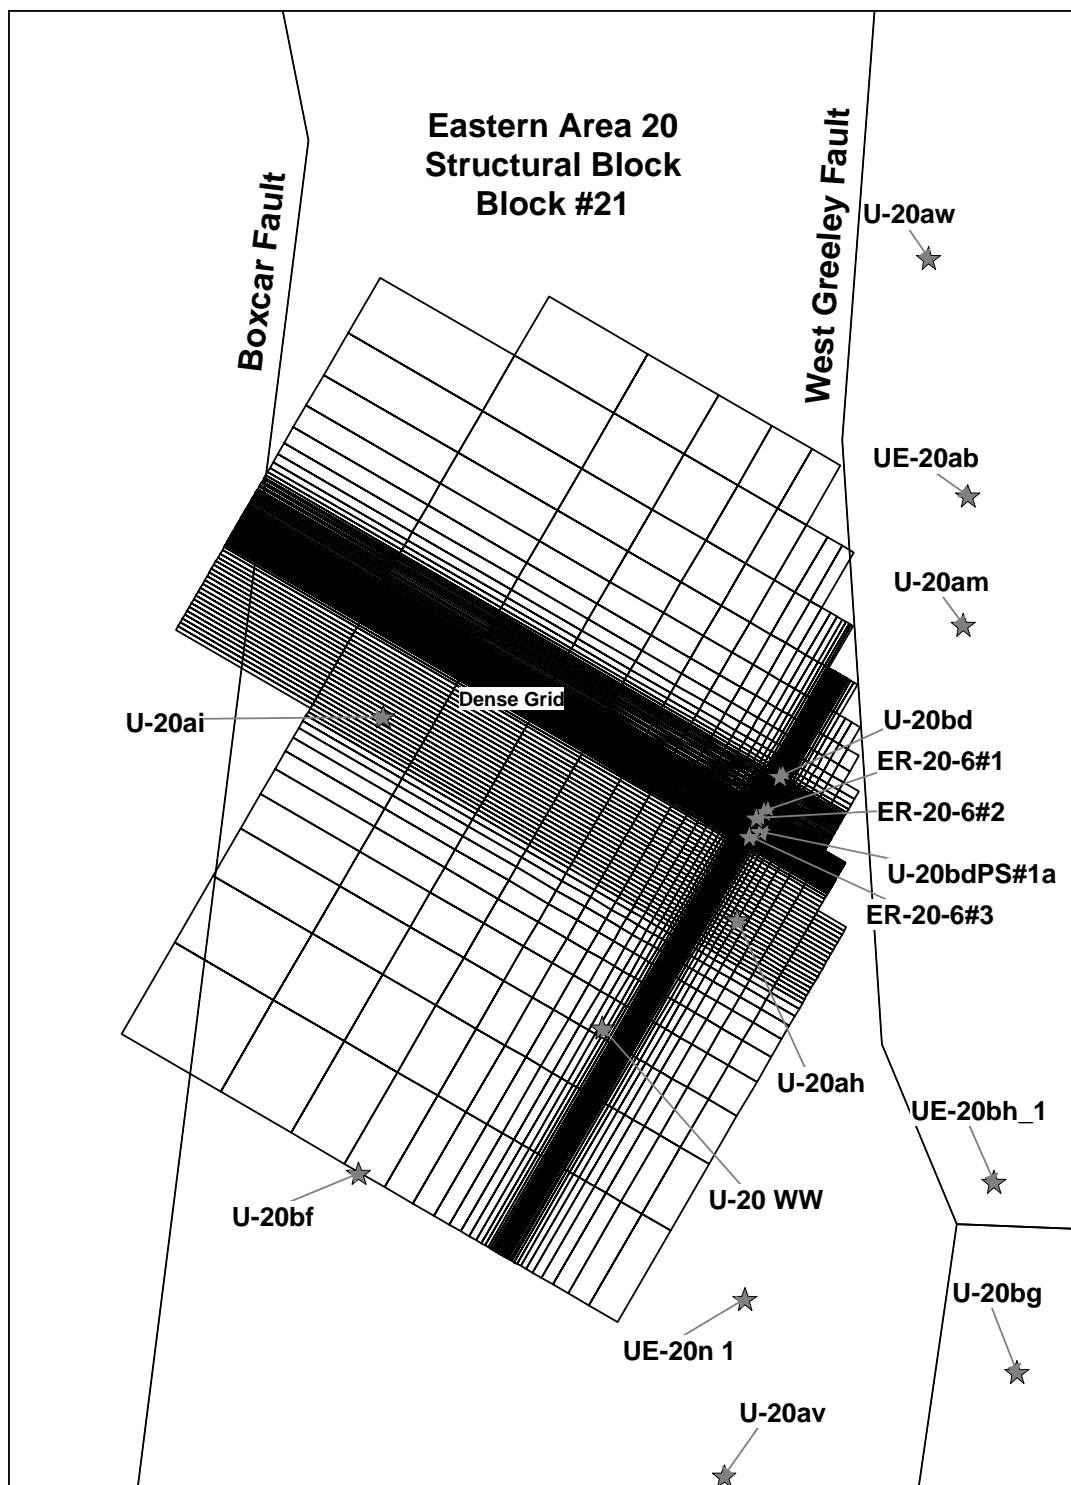 Eastern Area 20
Structural Block
Block #21
Boxcar Fault
West Greeley Fault
U-20aw
UE-20ab
U-20am
Dense Grid
U-20ai
U-20bd
ER-20-6#1
ER-20-6#2
U-20bdPS#1a
ER-20-6#3
U-20ah
UE-20bh_1
U-20 WW
U-20bf
U-20bg
UE-20n 1
U-20av